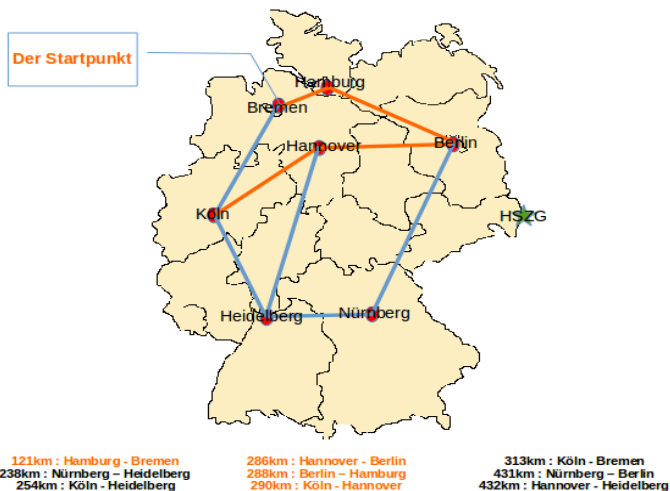 Der Startpunkt
Hamburg
Bremen
Hannover
Berlin
Köln
HSZG
Heidelberg
Nürnberg
121km : Hamburg - Bremen
238km : Nürnberg – Heidelberg
254km : Köln - Heidelberg
286km : Hannover - Berlin
288km : Berlin – Hamburg
290km : Köln - Hannover
313km : Köln - Bremen
431km : Nürnberg – Berlin
432km : Hannover - Heidelberg